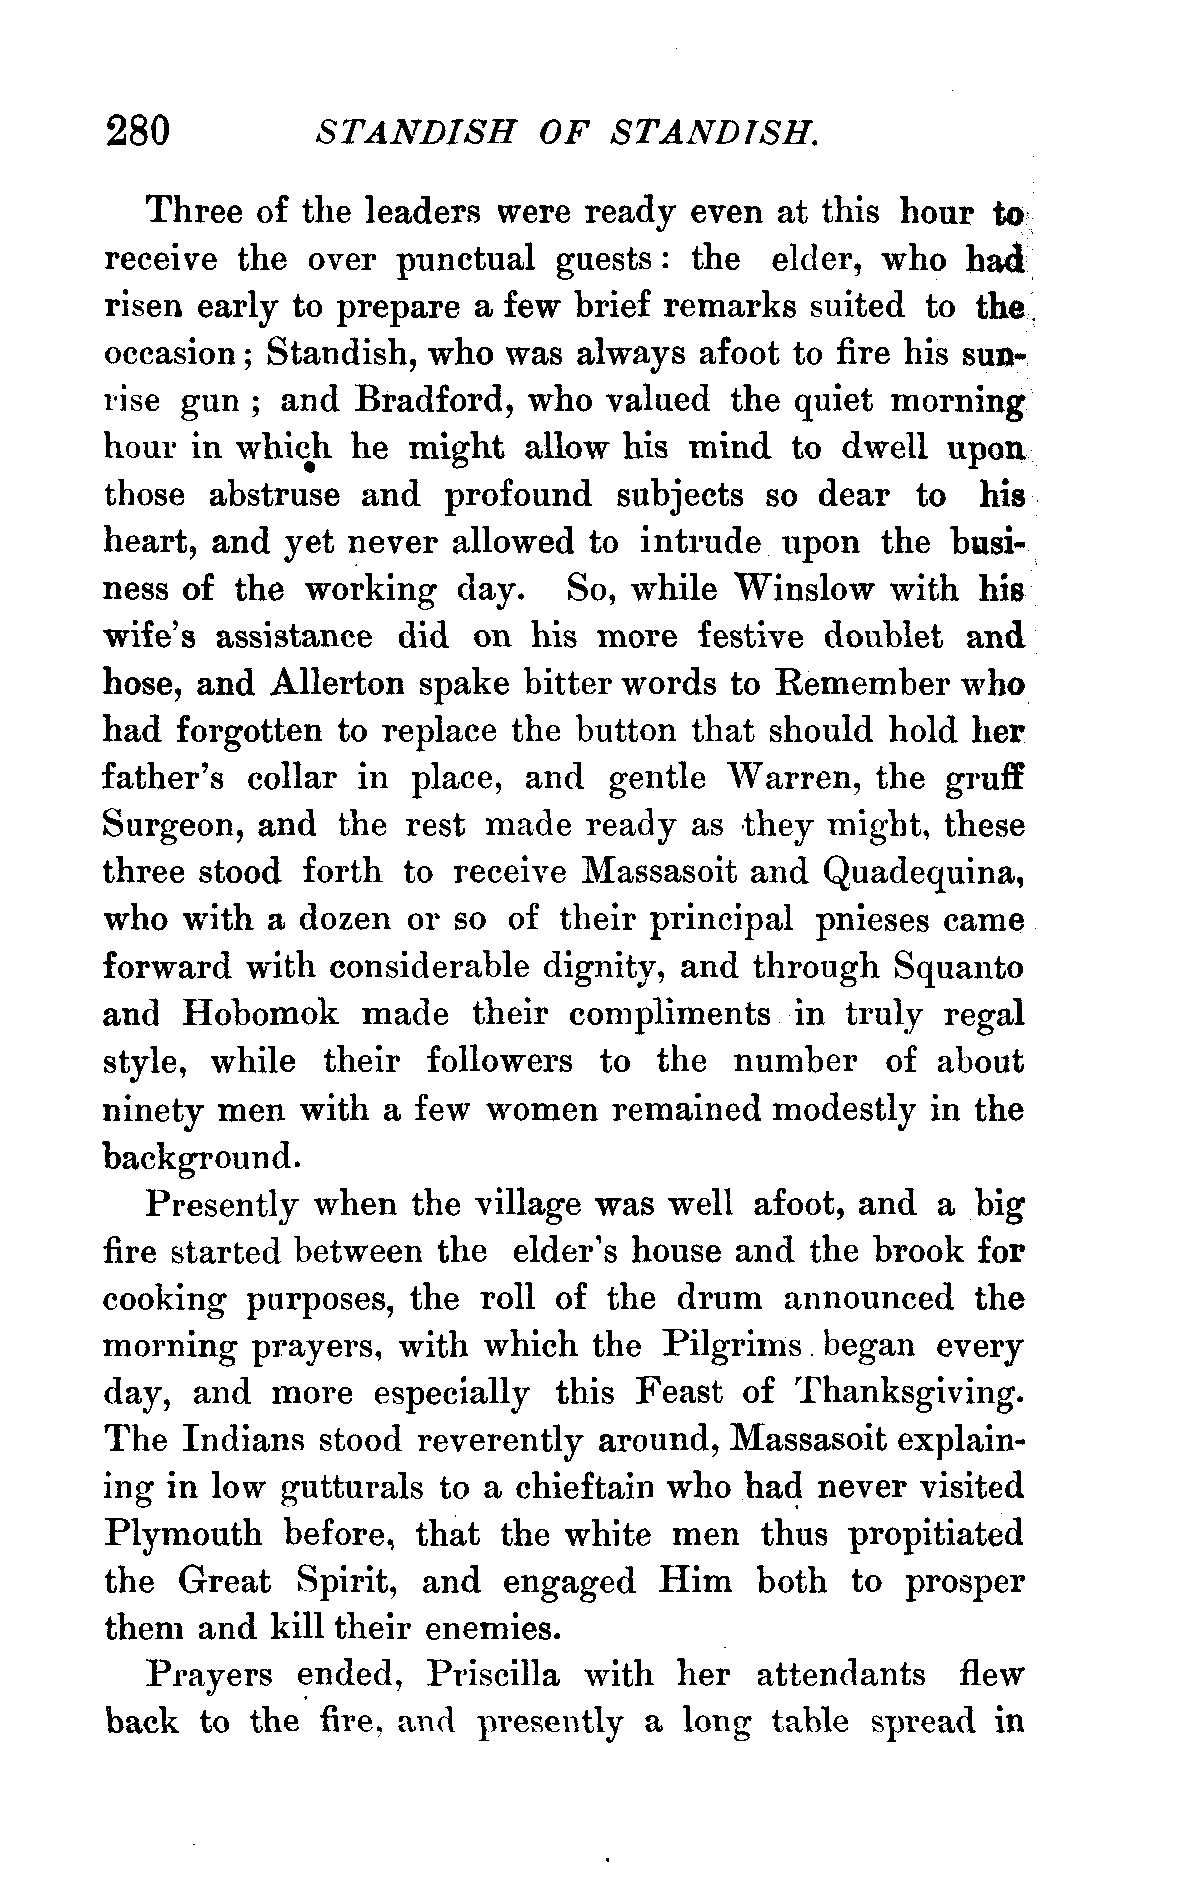 280 STANDISH OF STANDISH.
Three of the leaders were ready even at this hour to
receive the over punctual guests: the elder, who had
risen early to prepare a few brief remarks suited to the
occasion; Standish, who was always afoot to fire his sun-
rise gun; and Bradford, who valued the quiet morning
hour in which he might allow his mind to dwell upon
those abstruse and profound subjects so dear to his
heart, and yet never allowed to intrude upon the busi-
ness of the working day. So, while Winslow with his
wife's assistance did on his more festive doublet and
hose, and Allerton spake bitter words to Remember who
had forgotten to replace the button that should hold her
father's collar in place, and gentle Warren, the gruff
Surgeon, and the rest made ready as they might, these
three stood forth to receive Massasoit and Quadequina,
who with a dozen or so of their principal pnieses came
forward with considerable dignity, and through Squanto
and Hobomok made their compliments in truly regal
style, while their followers to the number of about
ninety men with a few women remained modestly in the
background.
Presently when the village was well afoot, and a big
fire started between the elder's house and the brook for
cooking purposes, the roll of the drum announced the
morning prayers, with which the Pilgrims began every
day, and more especially this Feast of Thanksgiving.
The Indians stood reverently around, Massasoit explain-
ing in low gutturals to a chieftain who had never visited
Plymouth before, that the white men thus propitiated
the Great Spirit, and engaged Him both to prosper
them and kill their enemies.
Prayers ended, Priscilla with her attendants flew
back to the fire, and presently a long table spread in